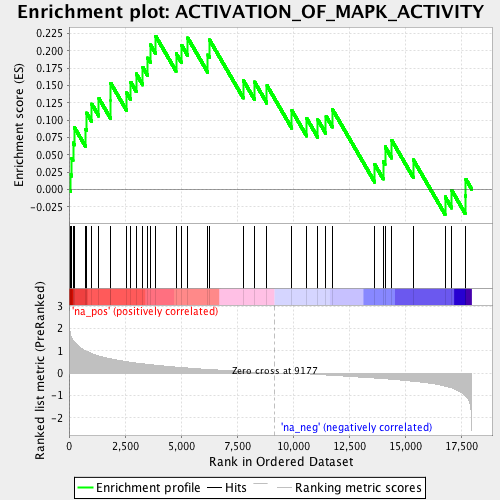 Enrichment plot: ACTIVATION_OF_MAPK_ACTIVITY
Enrichment score (ES)
0.225
0.200
0.175
0.150
0.125
0.100
0.075
0.050
0.025
0.000
-0.025
Ranked list metric (PreRanked)
3
2
1
0
-1
-2
'na_pos' (positively correlated)
Zero cross at 9177
'na_neg' (negatively correlated)
0
2,500
5,000
7,500
10,000
12,500
15,000
17,500
Rank in Ordered Dataset
Enrichment profile
Hits
Ranking metric scores